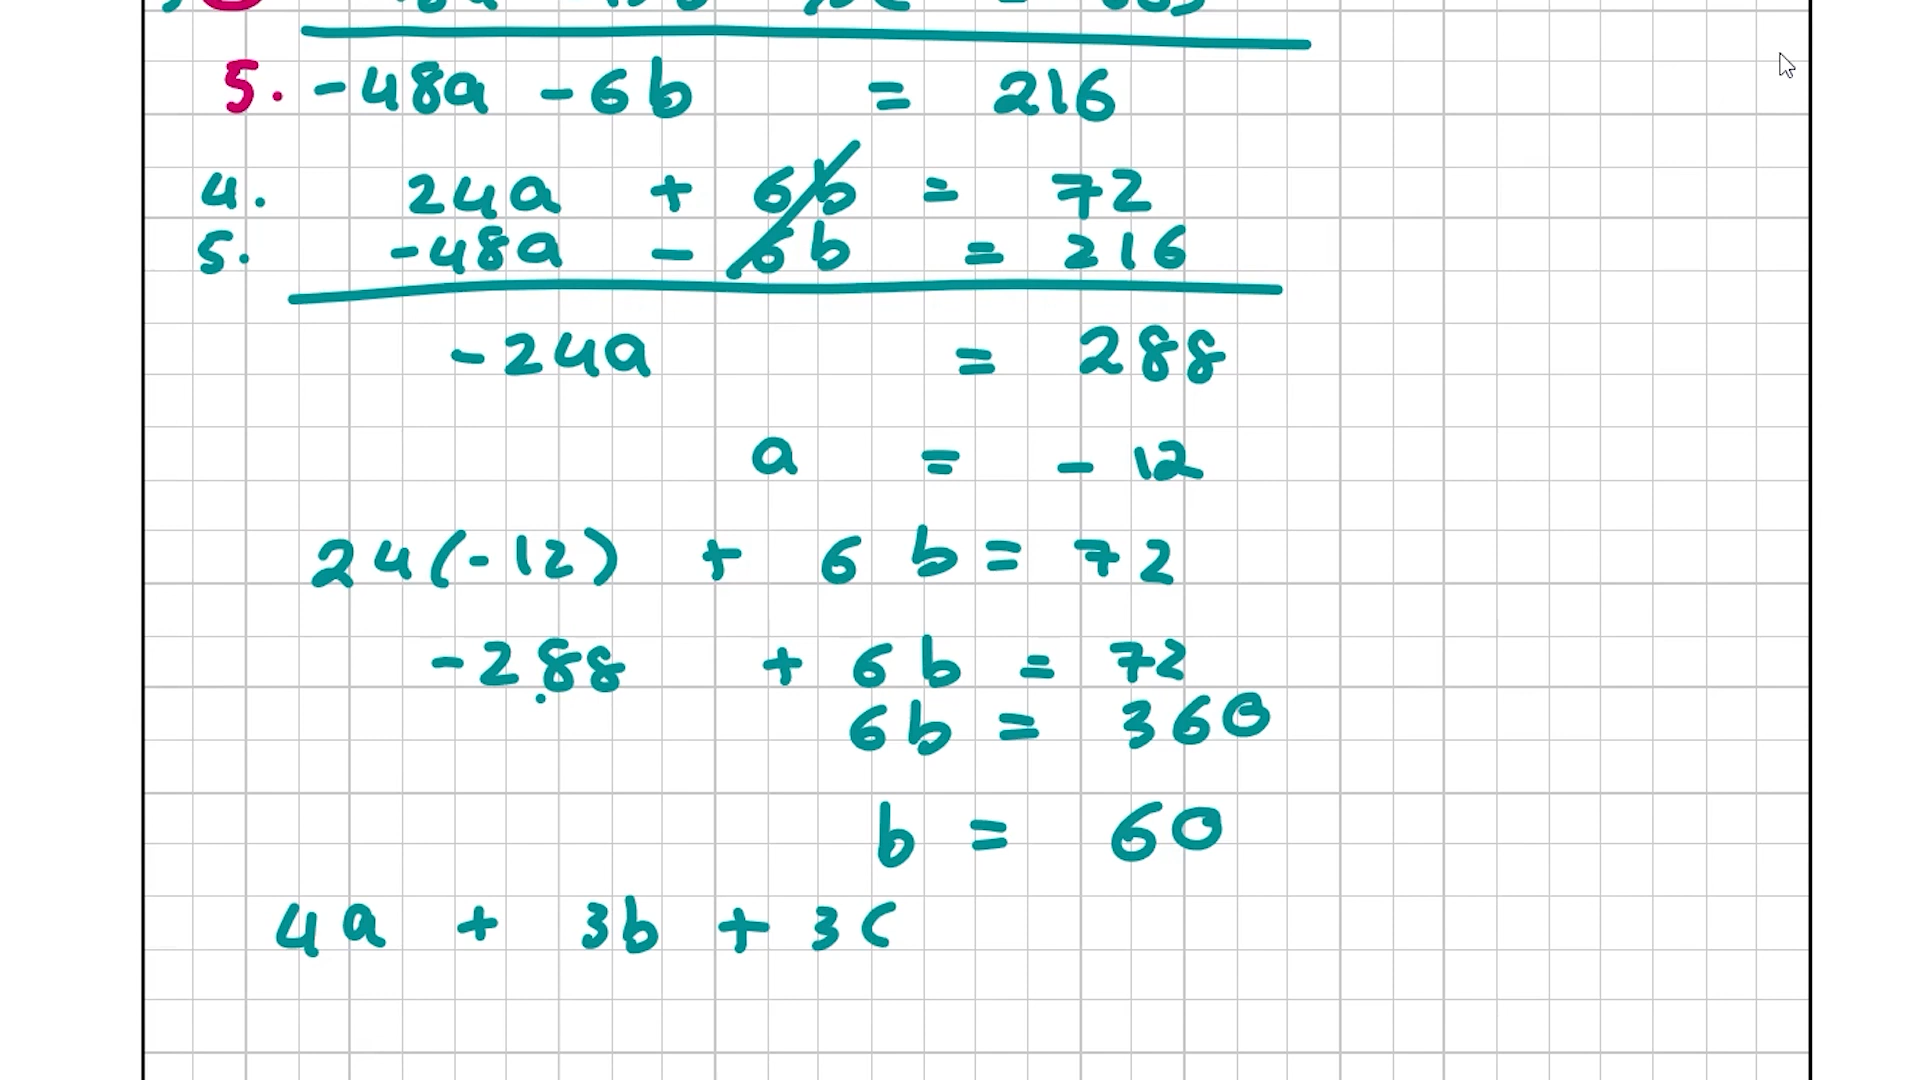 5. -48a - 6b = 216
4. 24a + 6b = 72
5. -48a - 6b = 216
-24a = 288
a = - 12
24(-12) + 6b = 72
-288 + 6b = 72
6b = 360
b = 60
4a + 3b + 3c